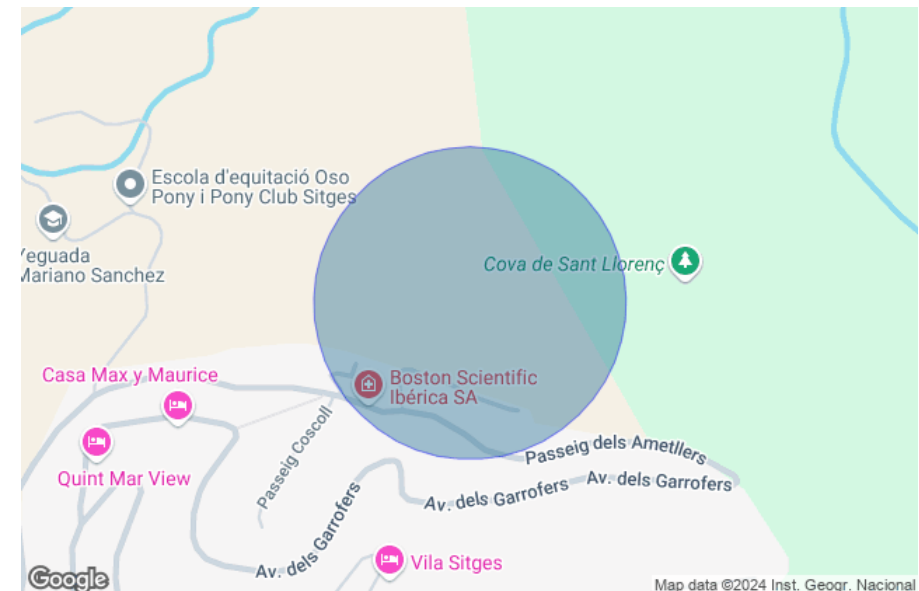 Escola d'equitació Oso
Pony i Pony Club Sitges
Yeguada
Mariano Sanchez
Cova de Sant Llorenç
Casa Max y Maurice
Boston Scientific
Ibérica SA
Quint Mar View
Passeig Coscoll
Passeig dels Ametllers
Av. dels Garrofers
Av. dels Garrofers
Av. dels Garrofers
Vila Sitges
Google
Map data ©2024 Inst. Geogr. Nacional